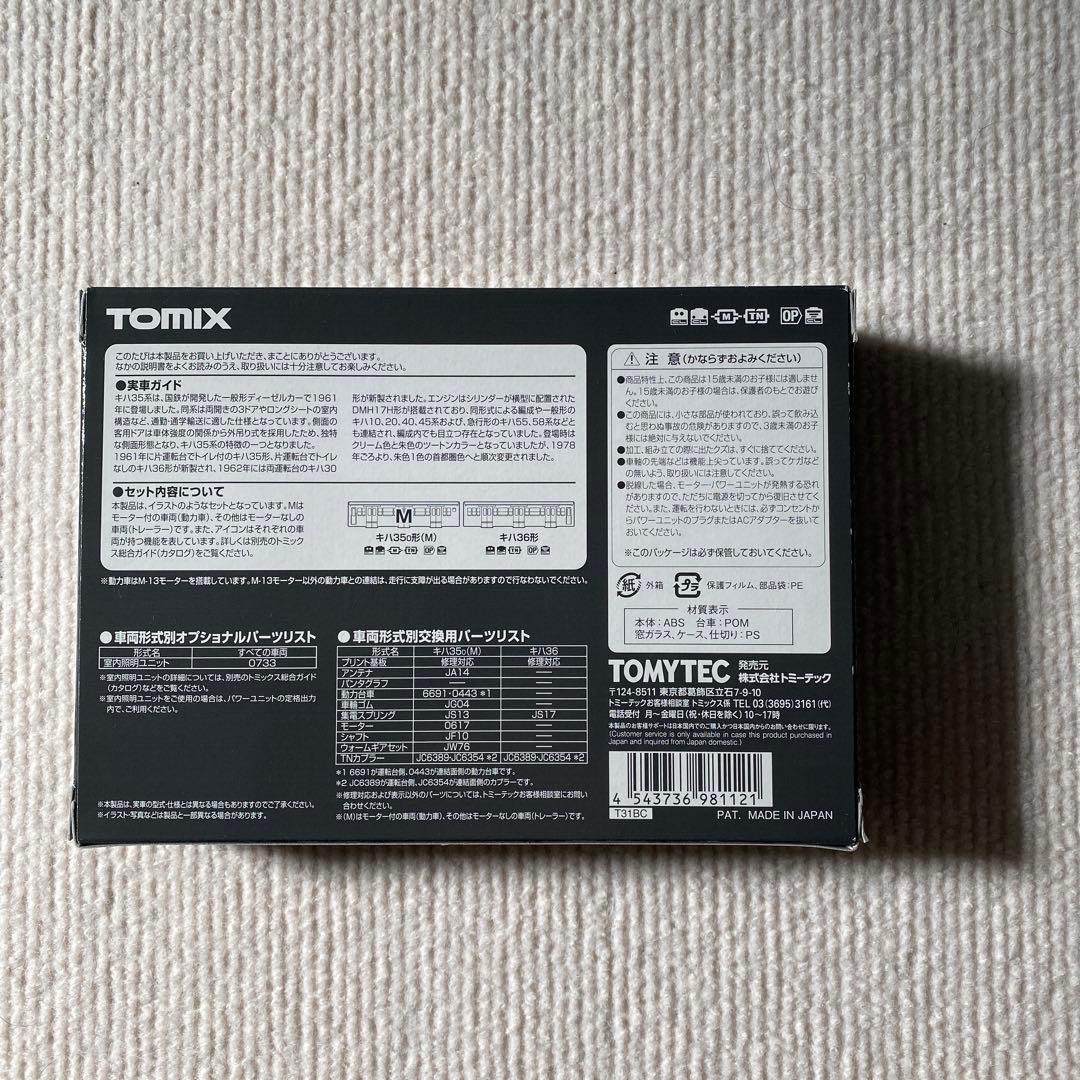 TOMIX
M TN OP
このたびは本製品をお買い上げいただき、まことにありがとうございます。
なかの説明書をよくお読みのうえ、取り扱いには十分注意してお楽しみください。
●実車ガイド
キハ35系は、国鉄が開発した一般形ディーゼルカーで1961
年に登場しました。同系は両開きの3ドアやロングシートの室内
構造など、通勤・通学輸送に適した仕様となっています。側面の
客用ドアは車体強度の関係から外吊り式を採用したため、独特
な側面形態となり、キハ35系の特徴の一つとなりました。
1961年に片運転台でトイレ付のキハ35形、片運転台でトイレ
なしのキハ36形が新製され、1962年には両運転台のキハ30
形が新製されました。エンジンはシリンダーが横型に配置された
DMH17H形が搭載されており、同形式による編成や一般形の
キハ10、20、40、45系および、急行形のキハ55、58系などと
も連結され、編成内でも目立つ存在となっていました。登場時は
クリーム色と朱色のツートンカラーとなっていましたが、1978
年ごろより、朱色1色の首都圏色へと順次変更されました。
●セット内容について
本製品は、イラストのようなセットとなっています。Mは
モーター付の車両(動力車)、その他はモーターなしの
車両(トレーラー)です。また、アイコンはそれぞれの車
両が持つ機能を表しています。詳しくは別売のトミック
ス総合ガイド(カタログ)をご覧ください。
M
キハ35₀形(M)
キハ36形
※動力車はM-13モーターを搭載しています。M-13モーター以外の動力車との連結は、走行に支障が出る場合がありますので行なわないでください。
●車両形式別オプショナルパーツリスト
形式名 すべての車両
室内照明ユニット 0733
※室内照明ユニットの詳細については、別売のトミックス総合ガイド
(カタログ)などをご覧ください。
※室内照明ユニットをご使用の場合は、パワーユニットの定格出力
内で、ご利用ください。
※本製品は、実車の型式・仕様とは異なる場合もありますのでご了承ください。
※イラスト・写真などは製品と一部異なる場合があります。
●車両形式別交換用パーツリスト
形式名 キハ35₀(M) キハ36
プリント基板 修理対応 修理対応
アンテナ JA14 ―
パンタグラフ ― ―
動力台車 6691・0443 *1 ―
車輪ゴム JG04 ―
集電スプリング JS13 JS17
モーター 0617 ―
シャフト JF10 ―
ウォームギアセット JW76 ―
TNカプラー JC6389・JC6354 *2 JC6389・JC6354 *2
*1 6691が運転台側、0443が連結面側の動力台車です。
*2 JC6389が運転台側、JC6354が連結面側のカプラーです。
※修理対応および表示以外のパーツについては、トミーテックお客様相談室にお問い
合わせください。
※(M)はモーター付の車両(動力車)、その他はモーターなしの車両(トレーラー)です。
注意(かならずおよみください)
●商品特性上、この商品は15歳未満のお子様には適しませ
ん。15歳未満のお子様の場合は、保護者のもとでお遊び
ください。
●この商品には、小さな部品が使われており、誤って飲み込
むと思わぬ事故の危険がありますので、3歳未満のお子
様には絶対に与えないでください。
●加工、組み立ての際に出たクズは、すぐに捨ててください。
●車軸の先端などは機能上尖っています。誤ってケガなど
の無いよう、取り扱いに注意してください。
●脱線した場合、モーター・パワーユニットが発熱する恐れ
がありますので、ただちに電源を切ってから復旧させてく
ださい。また、運転を行わないときには、必ずコンセントか
らパワーユニットのプラグまたはACアダプターを抜いて
おいてください。
※このパッケージは必ず保管しておいてください。
紙 外箱 プラ 保護フィルム、部品袋:PE
材質表示
本体:ABS 台車:POM
窓ガラス、ケース、仕切り:PS
TOMYTEC 発売元
株式会社トミーテック
〒124-8511 東京都葛飾区立石7-9-10
トミーテックお客様相談室 トミックス係 TEL 03(3695)3161(代)
電話受付 月〜金曜日(祝・休日を除く)10〜17時
本製品のお客様サポートは日本国内でのご購入かつ日本国内からのお問い合わせに限ります。
(Customer service is only available in case this product purchased in
Japan and inquired from Japan domestic.)
4 543736 981121
T31BC
PAT. MADE IN JAPAN